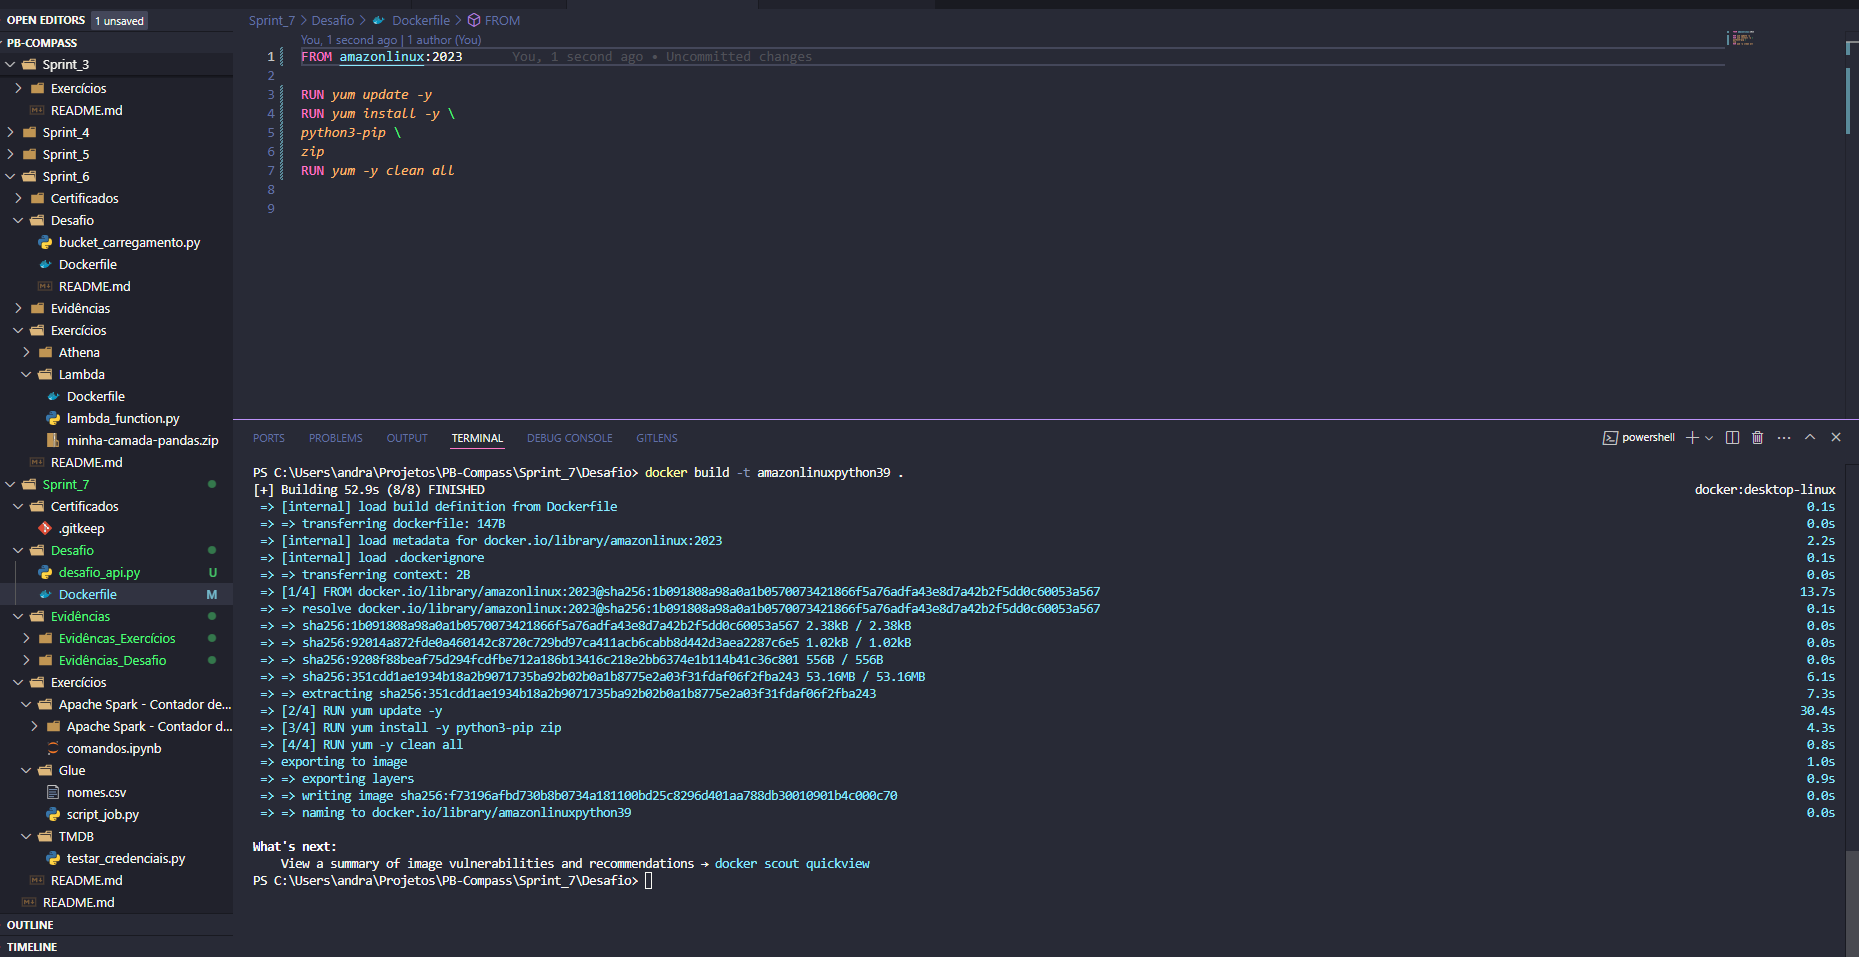 OPEN EDITORS 1 unsaved
PB-COMPASS
Sprint_3
Exercícios
README.md
Sprint_4
Sprint_5
Sprint_6
Certificados
Desafio
bucket_carregamento.py
Dockerfile
README.md
Evidências
Exercícios
Athena
Lambda
Dockerfile
lambda_function.py
minha-camada-pandas.zip
README.md
Sprint_7
Certificados
.gitkeep
Desafio
desafio_api.py U
Dockerfile M
Evidências
Evidêncas_Exercícios
Evidências_Desafio
Exercícios
Apache Spark - Contador de...
Apache Spark - Contador d...
comandos.ipynb
Glue
nomes.csv
script_job.py
TMDB
testar_credenciais.py
README.md
README.md
OUTLINE
TIMELINE
Sprint_7 > Desafio > Dockerfile > FROM
You, 1 second ago | 1 author (You)
1 FROM amazonlinux:2023 You, 1 second ago • Uncommitted changes
2
3 RUN yum update -y
4 RUN yum install -y \
5 python3-pip \
6 zip
7 RUN yum -y clean all
8
9
PORTS PROBLEMS OUTPUT TERMINAL DEBUG CONSOLE GITLENS powershell
PS C:\Users\andra\Projetos\PB-Compass\Sprint_7\Desafio> docker build -t amazonlinuxpython39 .
[+] Building 52.9s (8/8) FINISHED docker:desktop-linux
=> [internal] load build definition from Dockerfile 0.1s
=> => transferring dockerfile: 147B 0.0s
=> [internal] load metadata for docker.io/library/amazonlinux:2023 2.2s
=> [internal] load .dockerignore 0.1s
=> => transferring context: 2B 0.0s
=> [1/4] FROM docker.io/library/amazonlinux:2023@sha256:1b091808a98a0a1b0570073421866f5a76adfa43e8d7a42b2f5dd0c60053a567 13.7s
=> => resolve docker.io/library/amazonlinux:2023@sha256:1b091808a98a0a1b0570073421866f5a76adfa43e8d7a42b2f5dd0c60053a567 0.1s
=> => sha256:1b091808a98a0a1b0570073421866f5a76adfa43e8d7a42b2f5dd0c60053a567 2.38kB / 2.38kB 0.0s
=> => sha256:92014a872fde0a460142c8720c729bd97ca411acb6cabb8d442d3aea2287c6e5 1.02kB / 1.02kB 0.0s
=> => sha256:9208f88beaf75d294fcdfbe712a186b13416c218e2bb6374e1b114b41c36c801 556B / 556B 0.0s
=> => sha256:351cdd1ae1934b18a2b9071735ba92b02b0a1b8775e2a03f31fdaf06f2fba243 53.16MB / 53.16MB 6.1s
=> => extracting sha256:351cdd1ae1934b18a2b9071735ba92b02b0a1b8775e2a03f31fdaf06f2fba243 7.3s
=> [2/4] RUN yum update -y 30.4s
=> [3/4] RUN yum install -y python3-pip zip 4.3s
=> [4/4] RUN yum -y clean all 0.8s
=> exporting to image 1.0s
=> => exporting layers 0.9s
=> => writing image sha256:f73196afbd730b8b0734a181100bd25c8296d401aa788db30010901b4c000c70 0.0s
=> => naming to docker.io/library/amazonlinuxpython39 0.0s
What's next:
View a summary of image vulnerabilities and recommendations → docker scout quickview
PS C:\Users\andra\Projetos\PB-Compass\Sprint_7\Desafio>